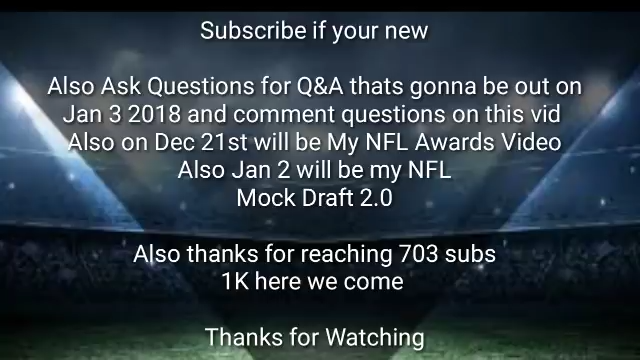 Subscribe if your new
Also Ask Questions for Q&A thats gonna be out on
Jan 3 2018 and comment questions on this vid
Also on Dec 21st will be My NFL Awards Video
Also Jan 2 will be my NFL
Mock Draft 2.0
Also thanks for reaching 703 subs
1K here we come
Thanks for Watching